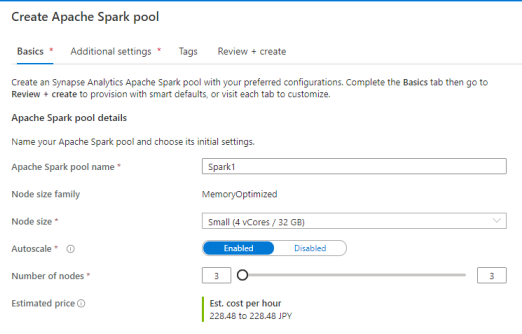 Create Apache Spark pool
Basics * Additional settings * Tags Review + create
Create an Synapse Analytics Apache Spark pool with your preferred configurations. Complete the Basics tab then go to
Review + create to provision with smart defaults, or visit each tab to customize.
Apache Spark pool details
Name your Apache Spark pool and choose its initial settings.
Apache Spark pool name * Spark1
Node size family MemoryOptimized
Node size * Small (4 vCores / 32 GB)
Autoscale * Enabled Disabled
Number of nodes * 3 3
Estimated price Est. cost per hour
228.48 to 228.48 JPY